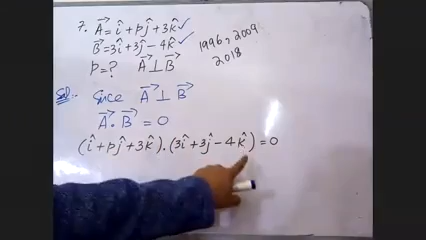 7. A⃗ = î + pĵ + 3k̂ ✓
B⃗ = 3î + 3ĵ - 4k̂ ✓
p = ? A⃗ ⊥ B⃗
1996, 2009
2018
Sol:- Since A⃗ ⊥ B⃗
A⃗ . B⃗ = 0
(î + pĵ + 3k̂) . (3î + 3ĵ - 4k̂) = 0